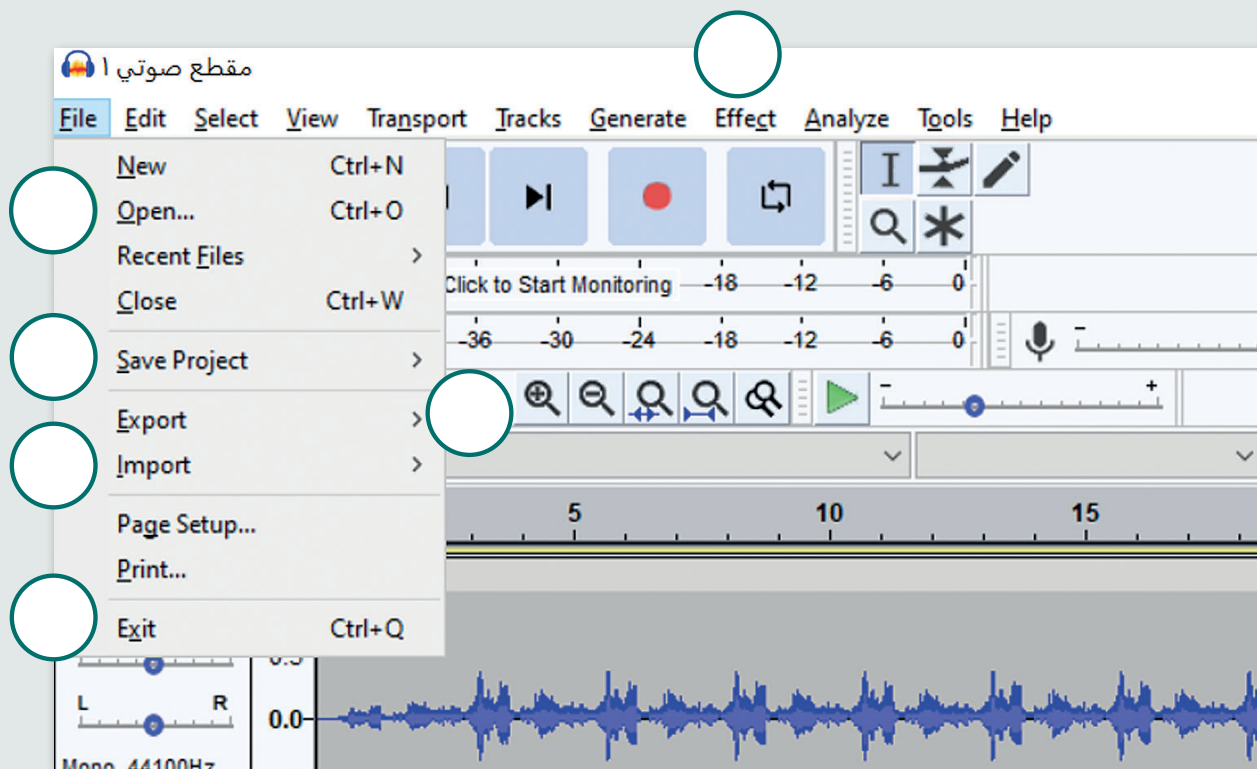 مقطع صوتي ١
File Edit Select View Transport Tracks Generate Effect Analyze Tools Help
New Ctrl+N
Open... Ctrl+O
Recent Files >
Close Ctrl+W
Save Project >
Export >
Import >
Page Setup...
Print...
Exit Ctrl+Q
Click to Start Monitoring -18 -12 -6 0
-36 -30 -24 -18 -12 -6 0
- +
-
5 10 15
L R
0.0
Mono, 44100Hz